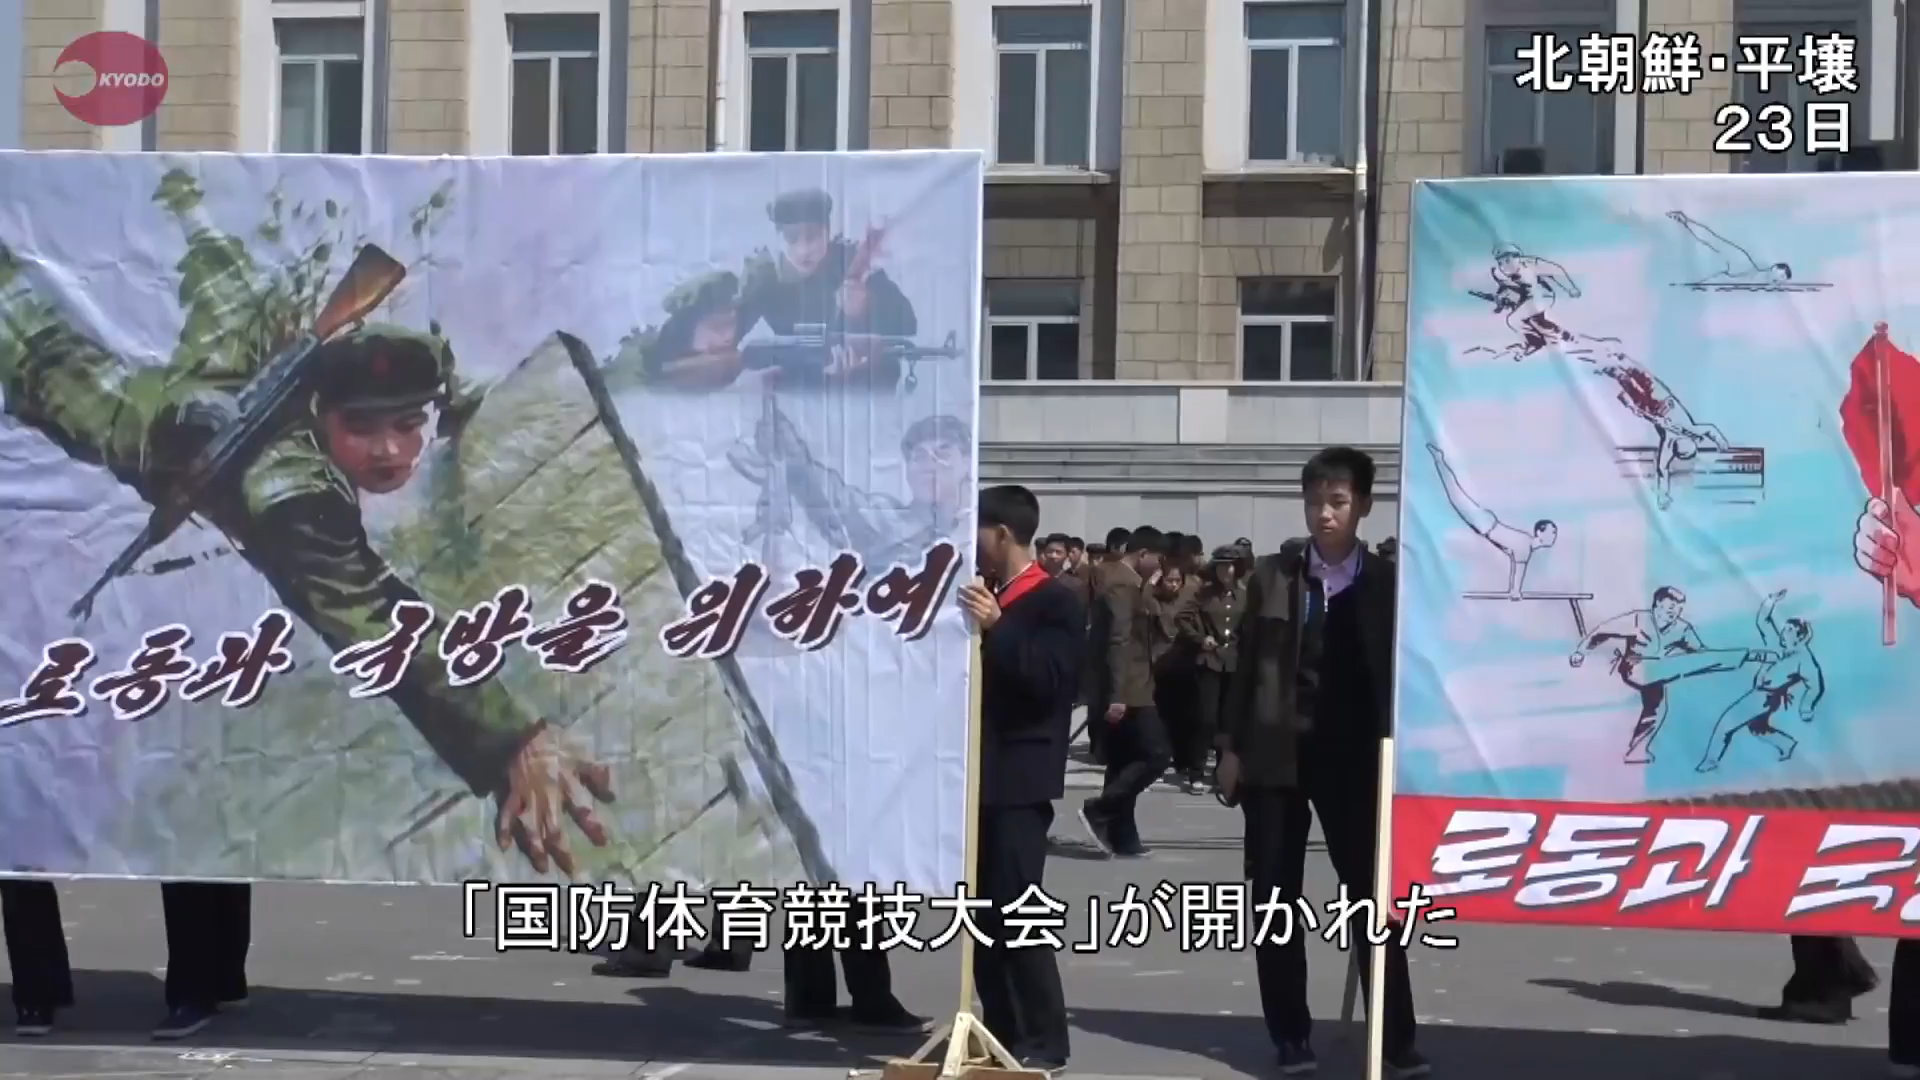 KYODO
北朝鮮・平壌
23日
로동과 국방을 위하여
로동과 국
「国防体育競技大会」が開かれた